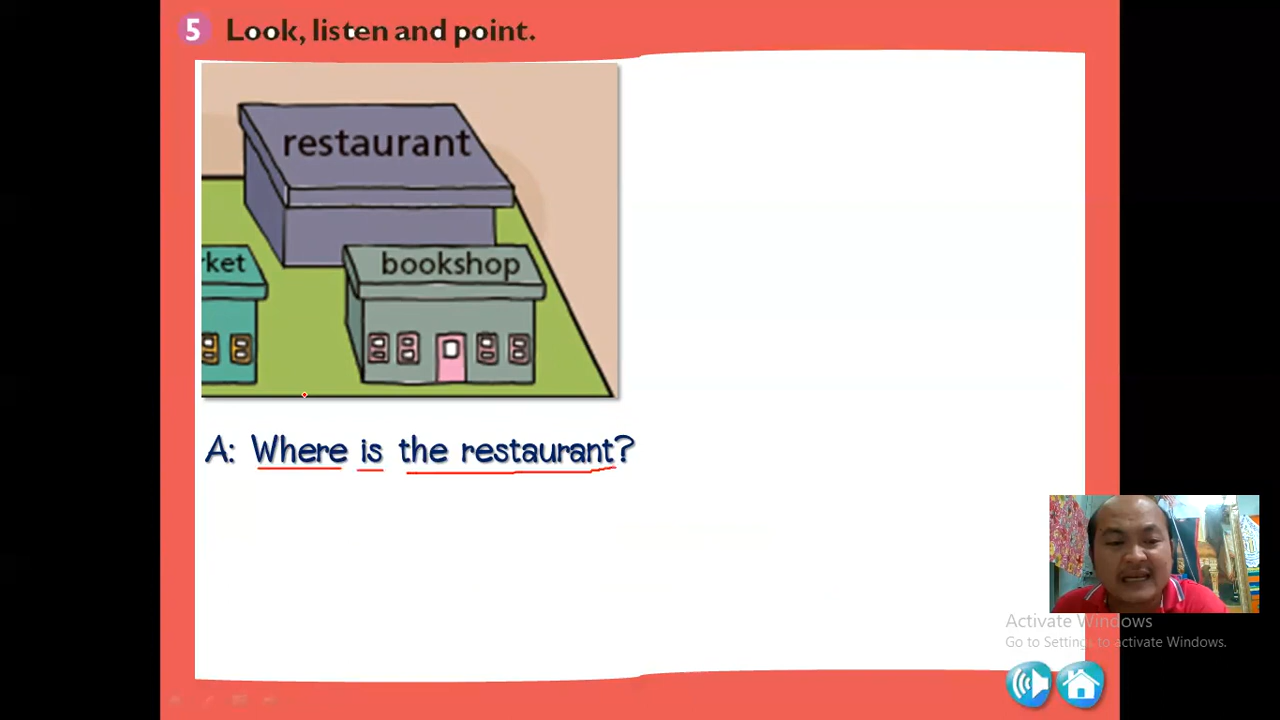 5 Look, listen and point.
restaurant
rket
bookshop
A: Where is the restaurant?
Activate Windows
Go to Settings to activate Windows.